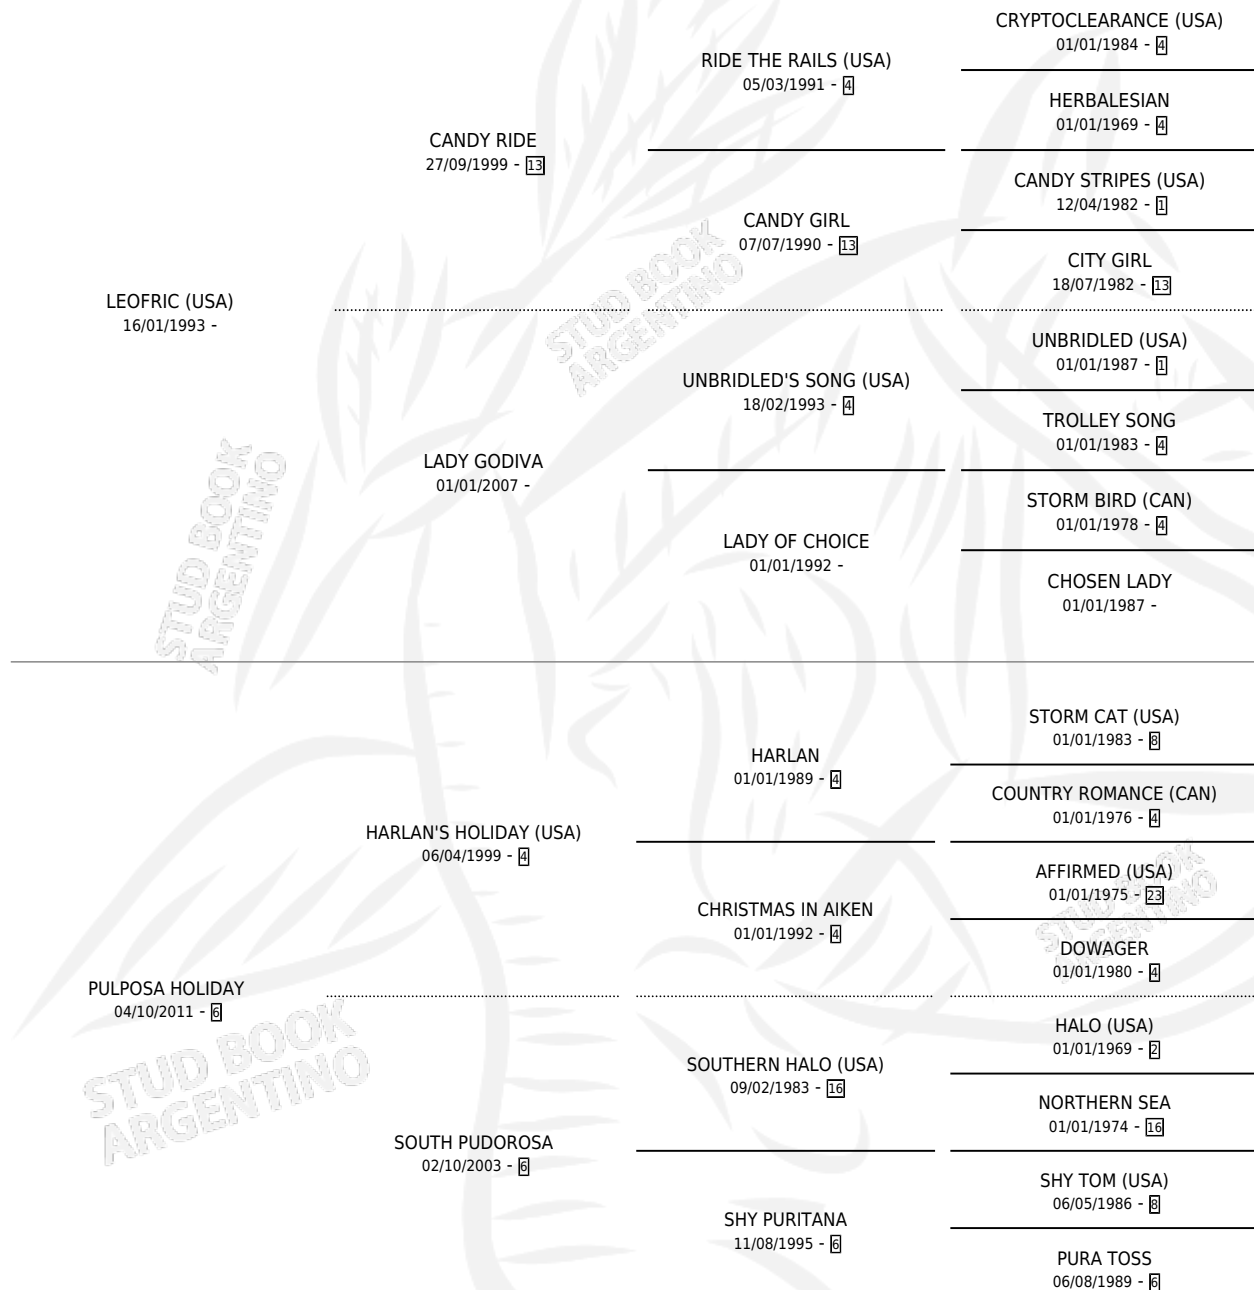 CRYPTOCLEARANCE (USA)
01/01/1984 - 4
RIDE THE RAILS (USA)
05/03/1991 - 4
HERBALESIAN
01/01/1969 - 4
CANDY RIDE
27/09/1999 - 13
CANDY STRIPES (USA)
12/04/1982 - 1
CANDY GIRL
07/07/1990 - 13
CITY GIRL
18/07/1982 - 13
LEOFRIC (USA)
16/01/1993 -
UNBRIDLED (USA)
01/01/1987 - 1
UNBRIDLED'S SONG (USA)
18/02/1993 - 4
TROLLEY SONG
01/01/1983 - 4
LADY GODIVA
01/01/2007 -
STORM BIRD (CAN)
01/01/1978 - 4
LADY OF CHOICE
01/01/1992 -
CHOSEN LADY
01/01/1987 -
STUD BOOK
ARGENTINO
STUD BOOK
ARGENTINO
STORM CAT (USA)
01/01/1983 - 8
HARLAN
01/01/1989 - 4
COUNTRY ROMANCE (CAN)
01/01/1976 - 4
HARLAN'S HOLIDAY (USA)
06/04/1999 - 4
AFFIRMED (USA)
01/01/1975 - 23
CHRISTMAS IN AIKEN
01/01/1992 - 4
DOWAGER
01/01/1980 - 4
STUD BOOK
ARGENTINO
PULPOSA HOLIDAY
04/10/2011 - 6
HALO (USA)
01/01/1969 - 2
SOUTHERN HALO (USA)
09/02/1983 - 16
NORTHERN SEA
01/01/1974 - 16
STUD BOOK
ARGENTINO
SOUTH PUDOROSA
02/10/2003 - 6
SHY TOM (USA)
06/05/1986 - 8
SHY PURITANA
11/08/1995 - 6
PURA TOSS
06/08/1989 - 6